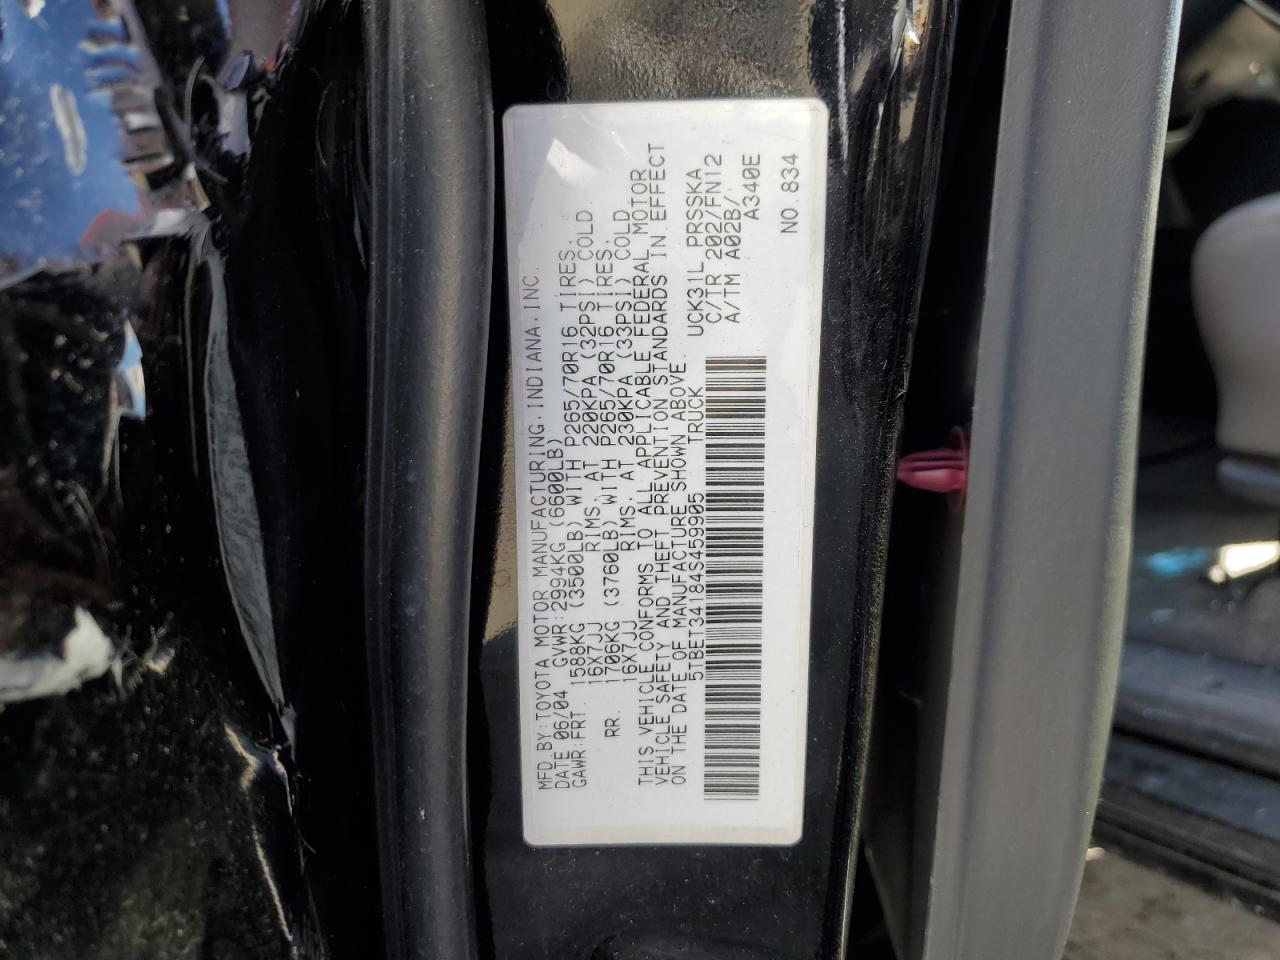 MFD BY:TOYOTA MOTOR MANUFACTURING,INDIANA,INC.
DATE 06/04 GVWR:2994KG (6600LB)
GAWR:FRT. 1588KG (3500LB) WITH P265/70R16 TIRES.
16X7JJ RIMS.AT 220KPA (32PSI) COLD
RR. 1706KG (3760LB) WITH P265/70R16 TIRES.
16X7JJ RIMS. AT 230KPA (33PSI) COLD
THIS VEHICLE CONFORMS TO ALL APPLICABLE FEDERAL MOTOR
VEHICLE SAFETY AND THEFT PREVENTION STANDARDS IN EFFECT
ON THE DATE OF MANUFACTURE SHOWN ABOVE.
5TBET34184S459905 TRUCK
UCK31L PRSSKA
C/TR 202/FN12
A/TM A02B/
A340E
NO. 834